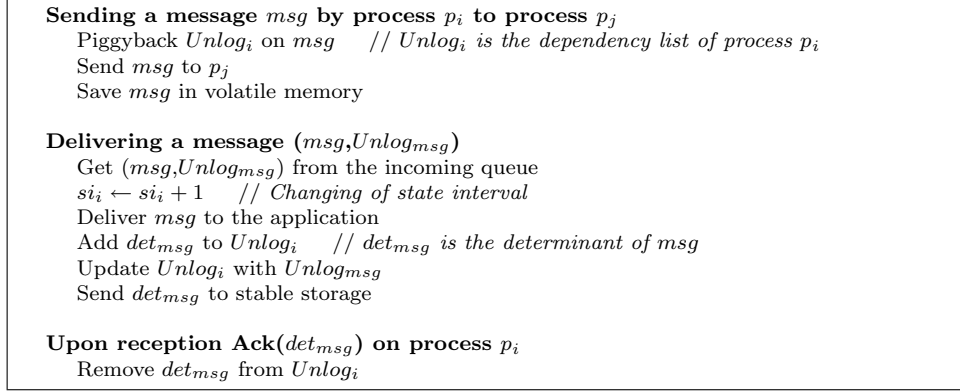 Sending a message msg by process p_i to process p_j
Piggyback Unlog_i on msg // Unlog_i is the dependency list of process p_i
Send msg to p_j
Save msg in volatile memory
Delivering a message (msg,Unlog_msg)
Get (msg,Unlog_msg) from the incoming queue
si_i ← si_i + 1 // Changing of state interval
Deliver msg to the application
Add det_msg to Unlog_i // det_msg is the determinant of msg
Update Unlog_i with Unlog_msg
Send det_msg to stable storage
Upon reception Ack(det_msg) on process p_i
Remove det_msg from Unlog_i